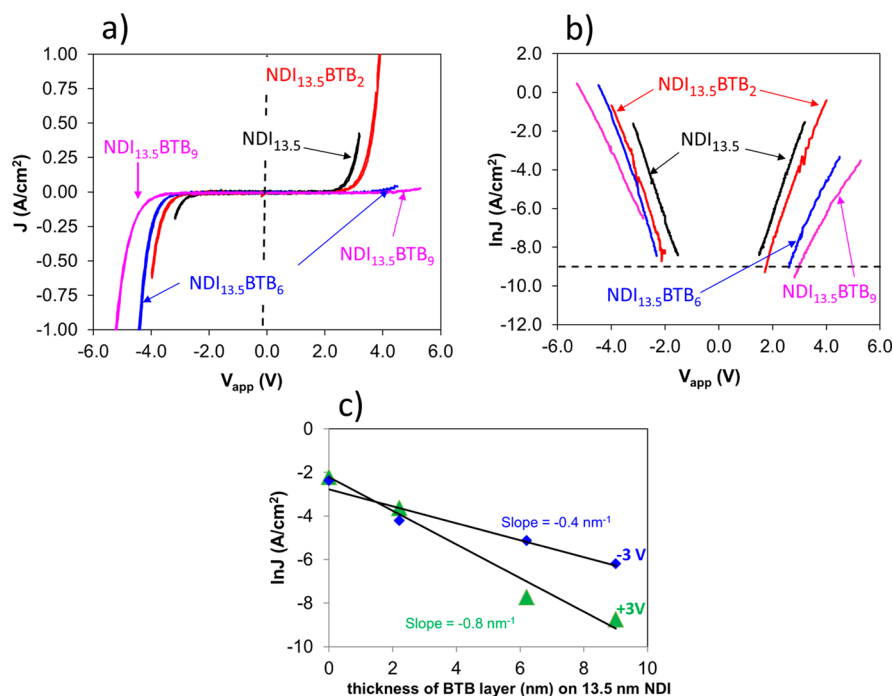 a)
J (A/cm²)
1.00
0.75
0.50
0.25
0.00
-0.25
-0.50
-0.75
-1.00
NDI₁₃.₅BTB₂
NDI₁₃.₅
NDI₁₃.₅BTB₉
NDI₁₃.₅BTB₉
NDI₁₃.₅BTB₆
-6.0 -4.0 -2.0 0.0 2.0 4.0 6.0
Vapp (V)
b)
lnJ (A/cm²)
2.0
0.0
-2.0
-4.0
-6.0
-8.0
-10.0
-12.0
NDI₁₃.₅BTB₂
NDI₁₃.₅
NDI₁₃.₅BTB₆
NDI₁₃.₅BTB₉
-6.0 -4.0 -2.0 0.0 2.0 4.0 6.0
Vapp (V)
c)
lnJ (A/cm²)
0
-2
-4
-6
-8
-10
Slope = -0.4 nm⁻¹
-3 V
+3V
Slope = -0.8 nm⁻¹
0 2 4 6 8 10
thickness of BTB layer (nm) on 13.5 nm NDI